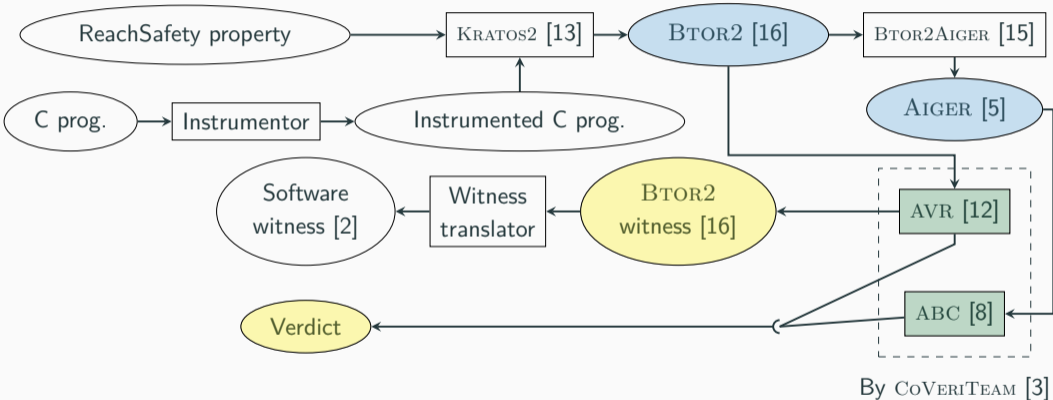 ReachSafety property
Kratos2 [13]
Btor2 [16]
Btor2Aiger [15]
C prog.
Instrumentor
Instrumented C prog.
Aiger [5]
Software
witness [2]
Witness
translator
Btor2
witness [16]
AVR [12]
Verdict
ABC [8]
By CoVeriTeam [3]